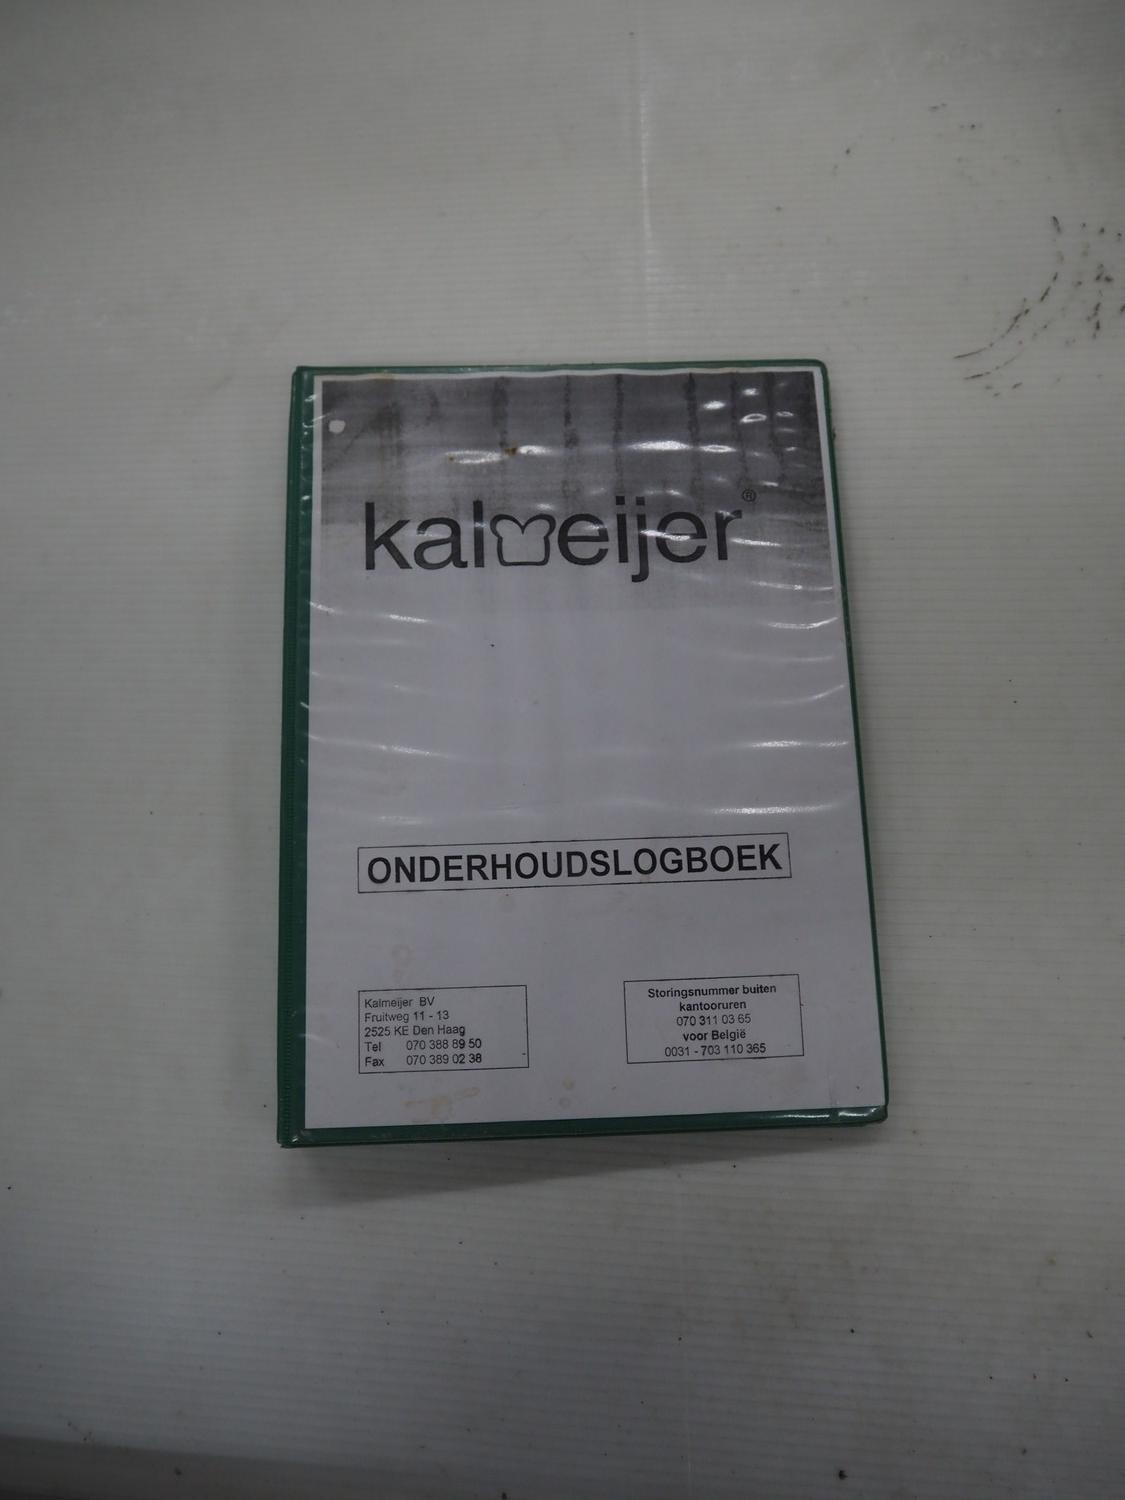 kalmeijer®
ONDERHOUDSLOGBOEK
Kalmeijer BV
Fruitweg 11 - 13
2525 KE Den Haag
Tel 070 388 89 50
Fax 070 389 02 38
Storingsnummer buiten
kantooruren
070 311 03 65
voor België
0031 - 703 110 365